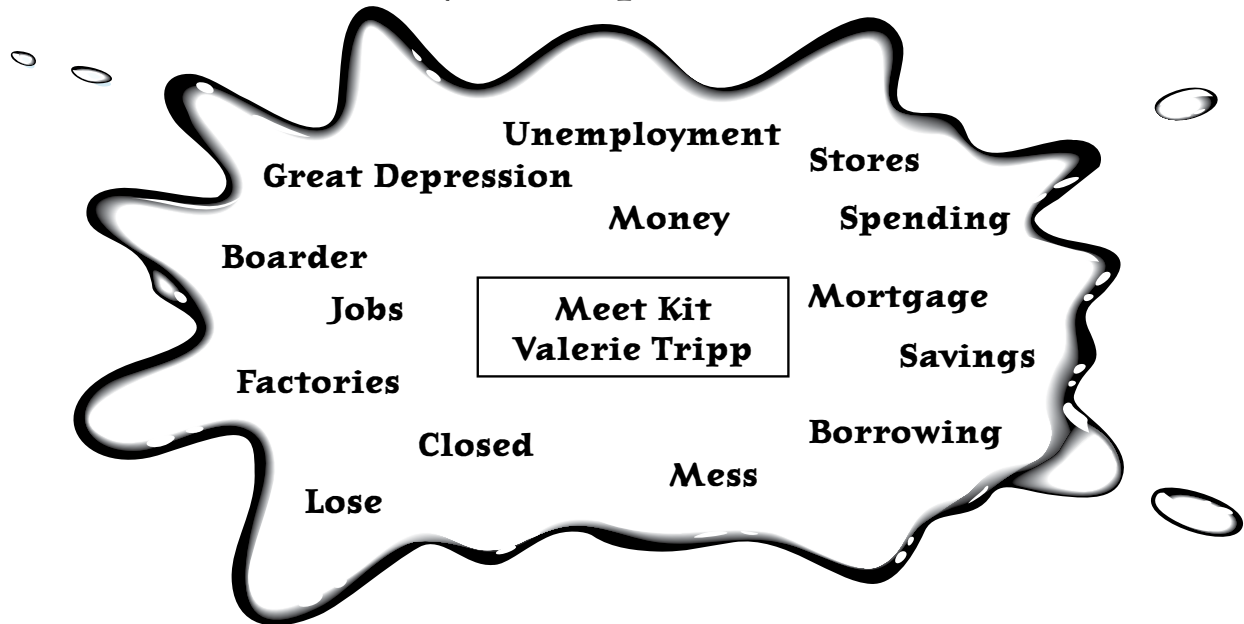 Unemployment
Stores
Great Depression
Money
Spending
Boarder
Jobs
Meet Kit
Valerie Tripp
Mortgage
Savings
Factories
Closed
Borrowing
Mess
Lose